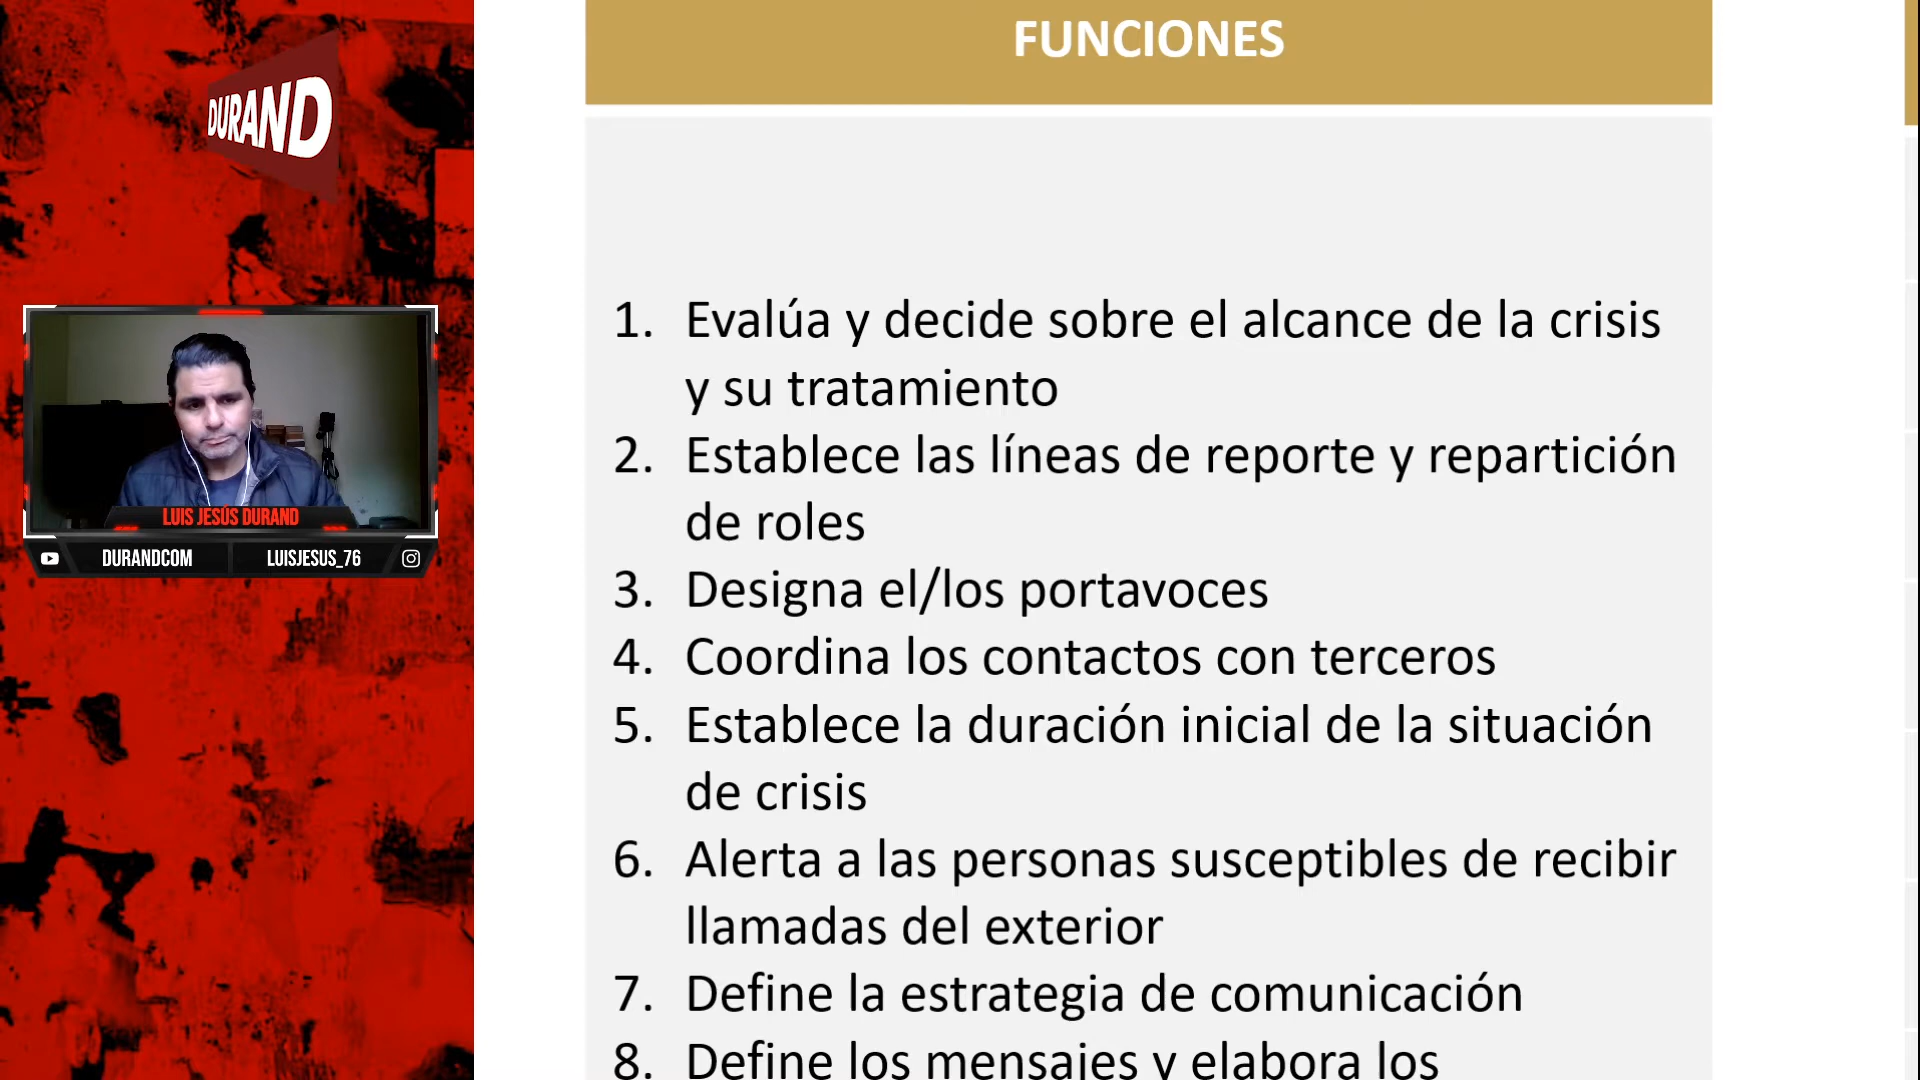 DURAND
LUIS JESÚS DURAND
DURANDCOM
LUISJESUS_76
FUNCIONES
1. Evalúa y decide sobre el alcance de la crisis
y su tratamiento
2. Establece las líneas de reporte y repartición
de roles
3. Designa el/los portavoces
4. Coordina los contactos con terceros
5. Establece la duración inicial de la situación
de crisis
6. Alerta a las personas susceptibles de recibir
llamadas del exterior
7. Define la estrategia de comunicación
8. Define los mensajes y elabora los